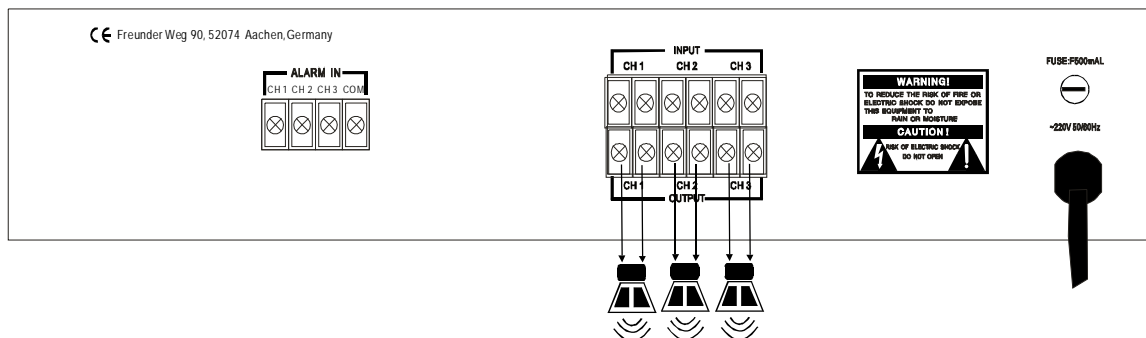 CE Freunder Weg 90, 52074 Aachen, Germany
ALARM IN
CH 1 CH 2 CH 3 COM
INPUT
CH 1 CH 2 CH 3
CH 1 CH 2 CH 3
OUTPUT
WARNING!
TO REDUCE THE RISK OF FIRE OR
ELECTRIC SHOCK DO NOT EXPOSE
THIS EQUIPMENT TO
RAIN OR MOISTURE
CAUTION!
RISK OF ELECTRIC SHOCK
DO NOT OPEN
FUSE:F500mAL
~220V 50/60Hz